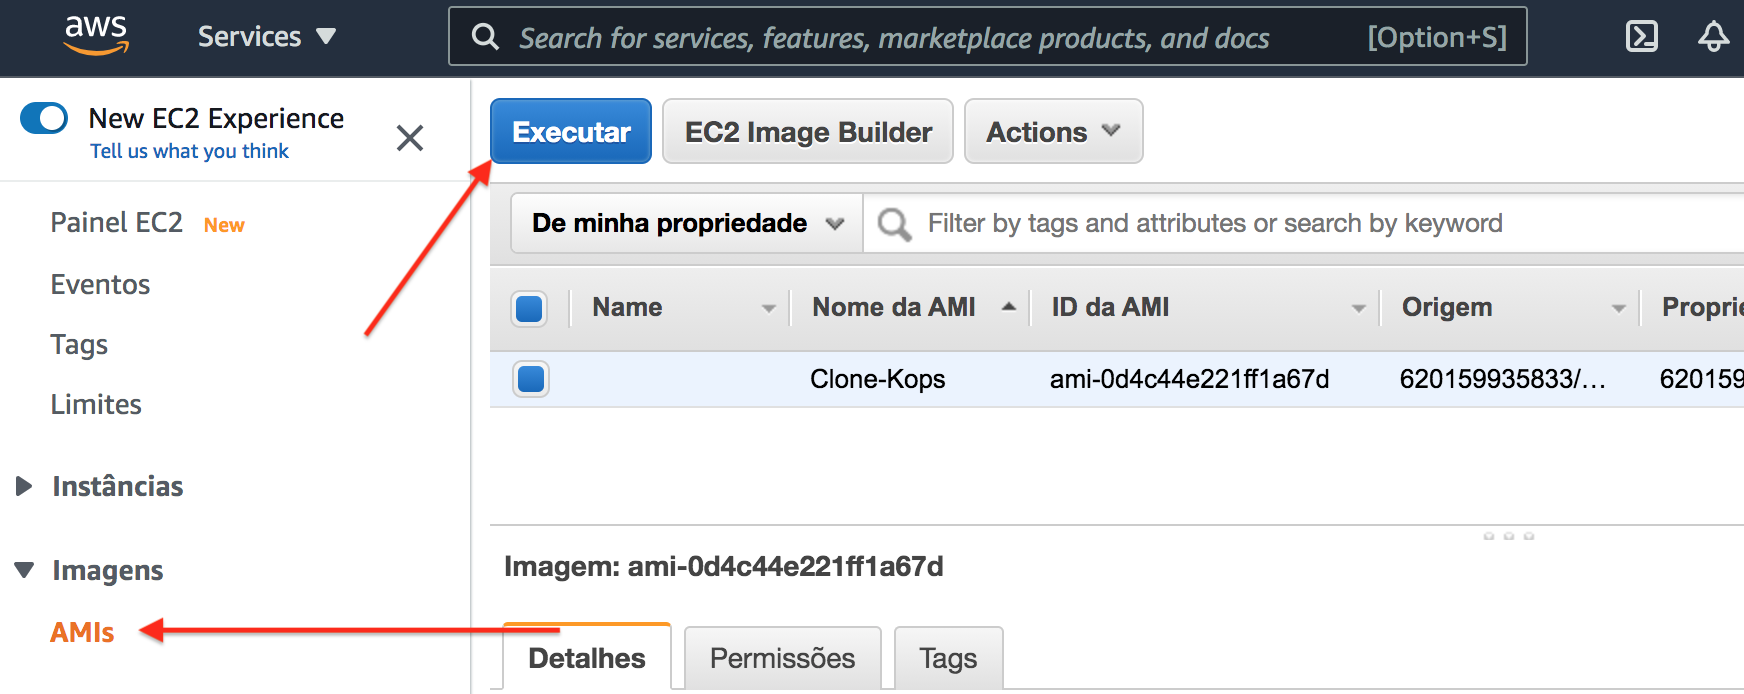 aws Services Search for services, features, marketplace products, and docs [Option+S]
New EC2 Experience
Tell us what you think
Painel EC2 New
Eventos
Tags
Limites
Instâncias
Imagens
AMIs
Executar EC2 Image Builder Actions
De minha propriedade Filter by tags and attributes or search by keyword
Name Nome da AMI ID da AMI Origem Proprie
Clone-Kops ami-0d4c44e221ff1a67d 620159935833/... 620159
Imagem: ami-0d4c44e221ff1a67d
Detalhes Permissões Tags